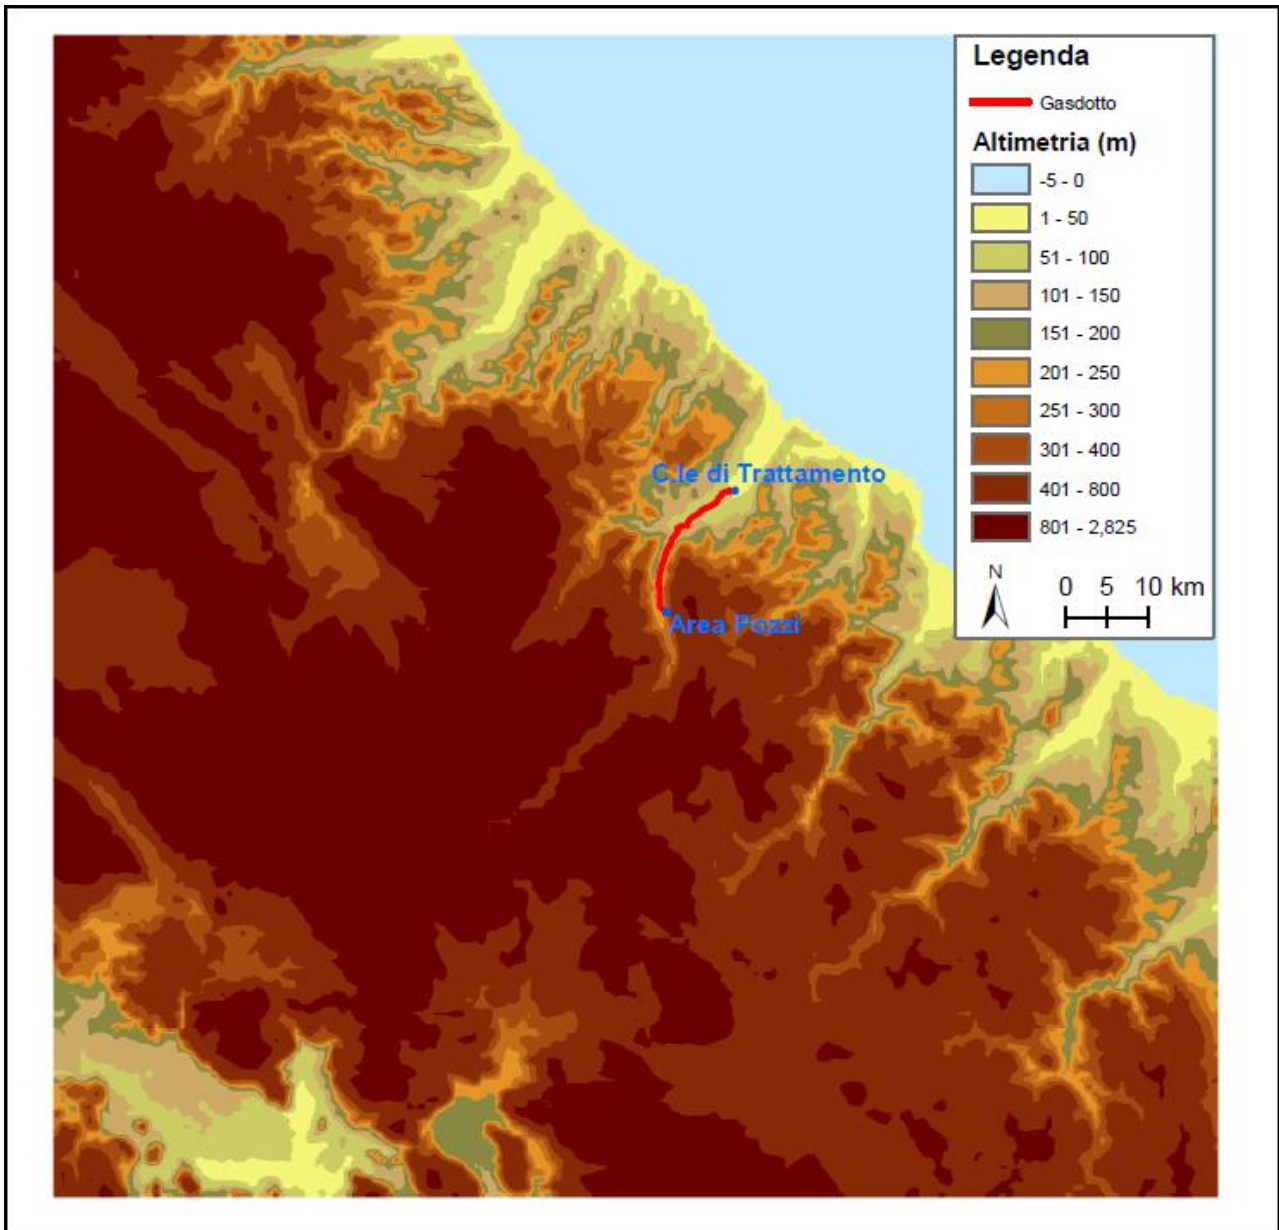 Legenda
Gasdotto
Altimetria (m)
-5 - 0
1 - 50
51 - 100
101 - 150
151 - 200
201 - 250
251 - 300
301 - 400
401 - 800
801 - 2,825
N
0 5 10 km
C.le di Trattamento
Area Pozzi